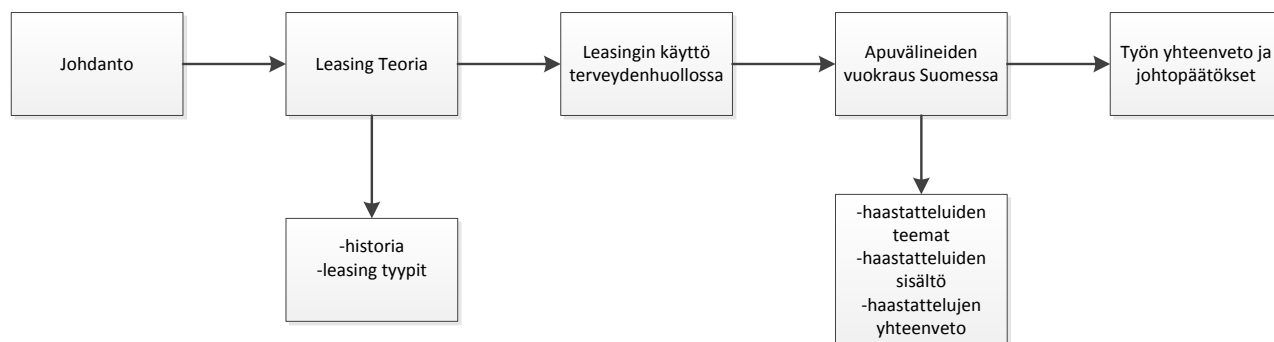 Johdanto
Leasing Teoria
Leasingin käyttö
terveydenhuollossa
Apuvälineiden
vuokraus Suomessa
Työn yhteenveto ja
johtopäätökset
-historia
-leasing tyypit
-haastatteluiden
teemat
-haastatteluiden
sisältö
-haastattelujen
yhteenveto